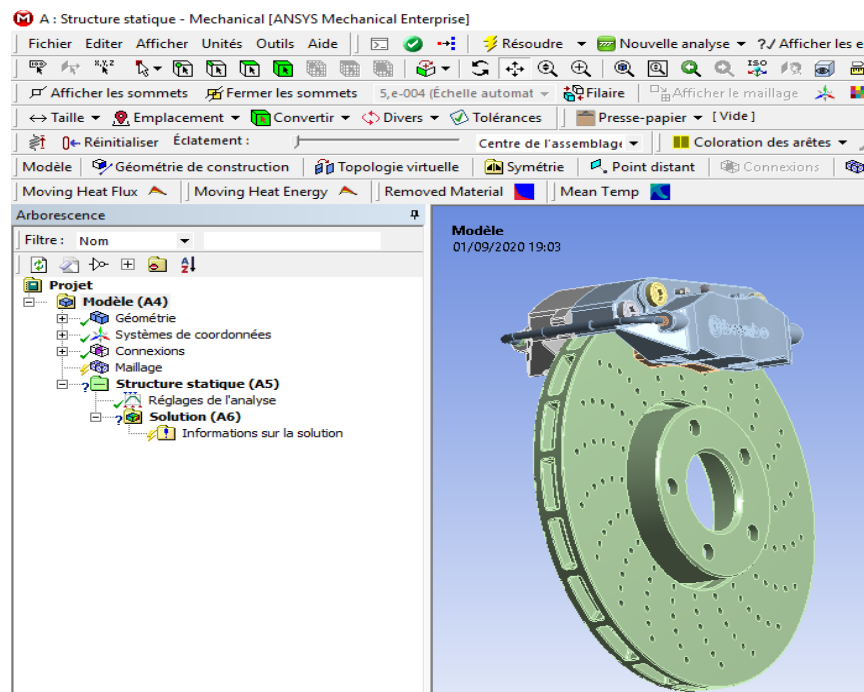 A : Structure statique - Mechanical [ANSYS Mechanical Enterprise]
Fichier Editer Afficher Unités Outils Aide Résoudre Nouvelle analyse ?/ Afficher les e
x,y,z ISO
Afficher les sommets Fermer les sommets 5,e-004 (Échelle automat Filaire Afficher le maillage
Taille Emplacement Convertir Divers Tolérances Presse-papier [ Vide ]
Réinitialiser Éclatement : Centre de l'assemblage Coloration des arêtes
Modèle Géométrie de construction Topologie virtuelle Symétrie Point distant Connexions
Moving Heat Flux Moving Heat Energy Removed Material Mean Temp
Arborescence
Filtre : Nom
Projet
Modèle (A4)
Géométrie
Systèmes de coordonnées
Connexions
Maillage
Structure statique (A5)
Réglages de l'analyse
Solution (A6)
Informations sur la solution
Modèle
01/09/2020 19:03